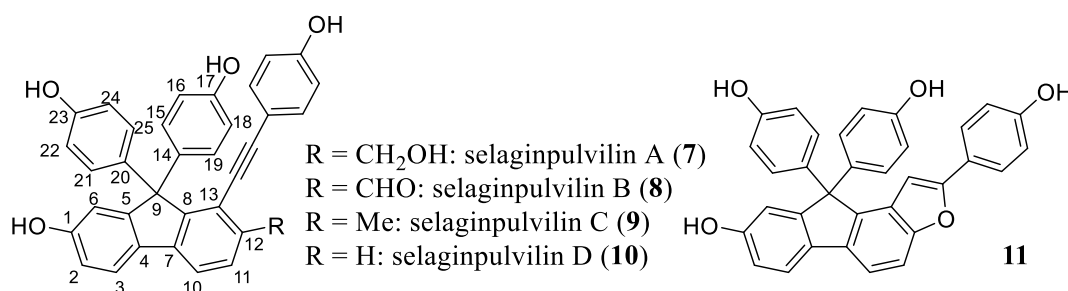 OH
OH
HO
17
16
24
23
15
18
25
22
14
19
21
20
13
R
6
5
9
8
12
HO
1
4
7
2
3
10
11
R = CH₂OH: selaginpulvilin A (7)
R = CHO: selaginpulvilin B (8)
R = Me: selaginpulvilin C (9)
R = H: selaginpulvilin D (10)
HO
OH
OH
HO
O
11